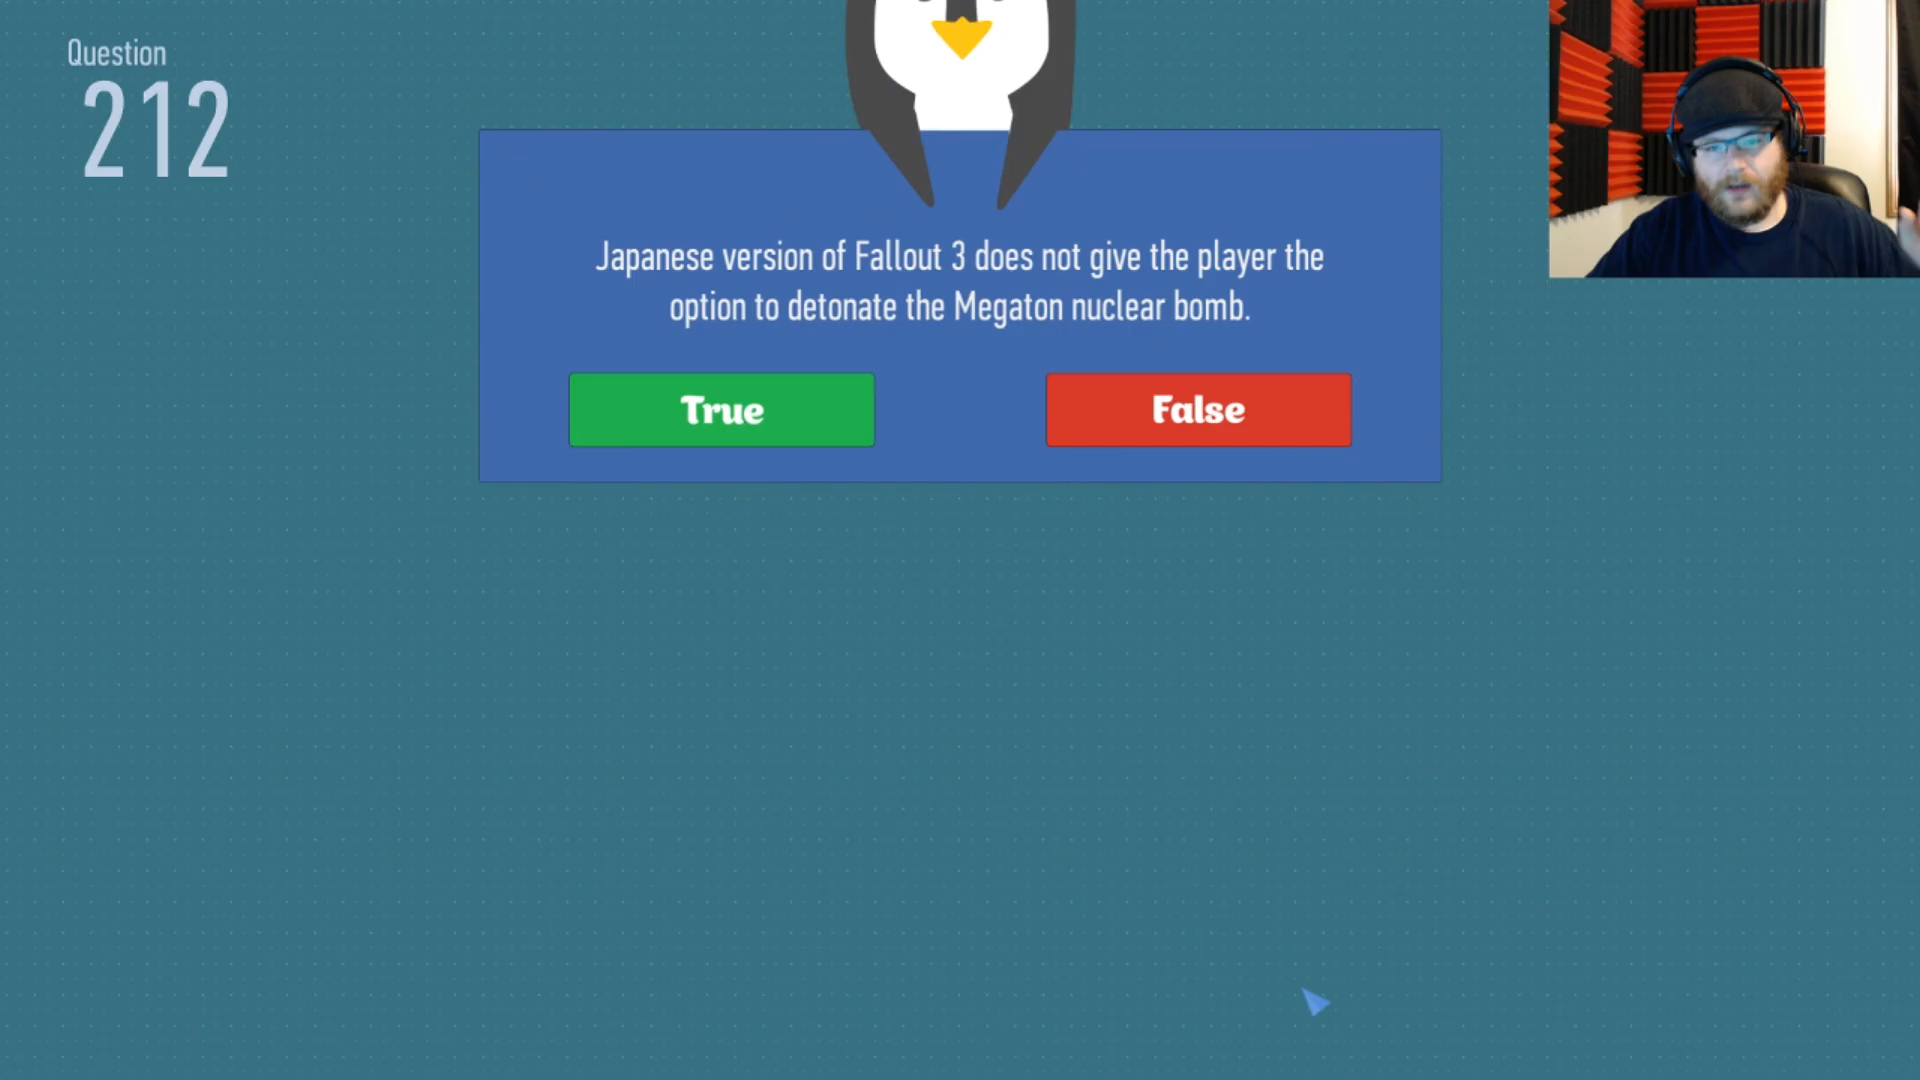 Question
212
Japanese version of Fallout 3 does not give the player the
option to detonate the Megaton nuclear bomb.
True
False